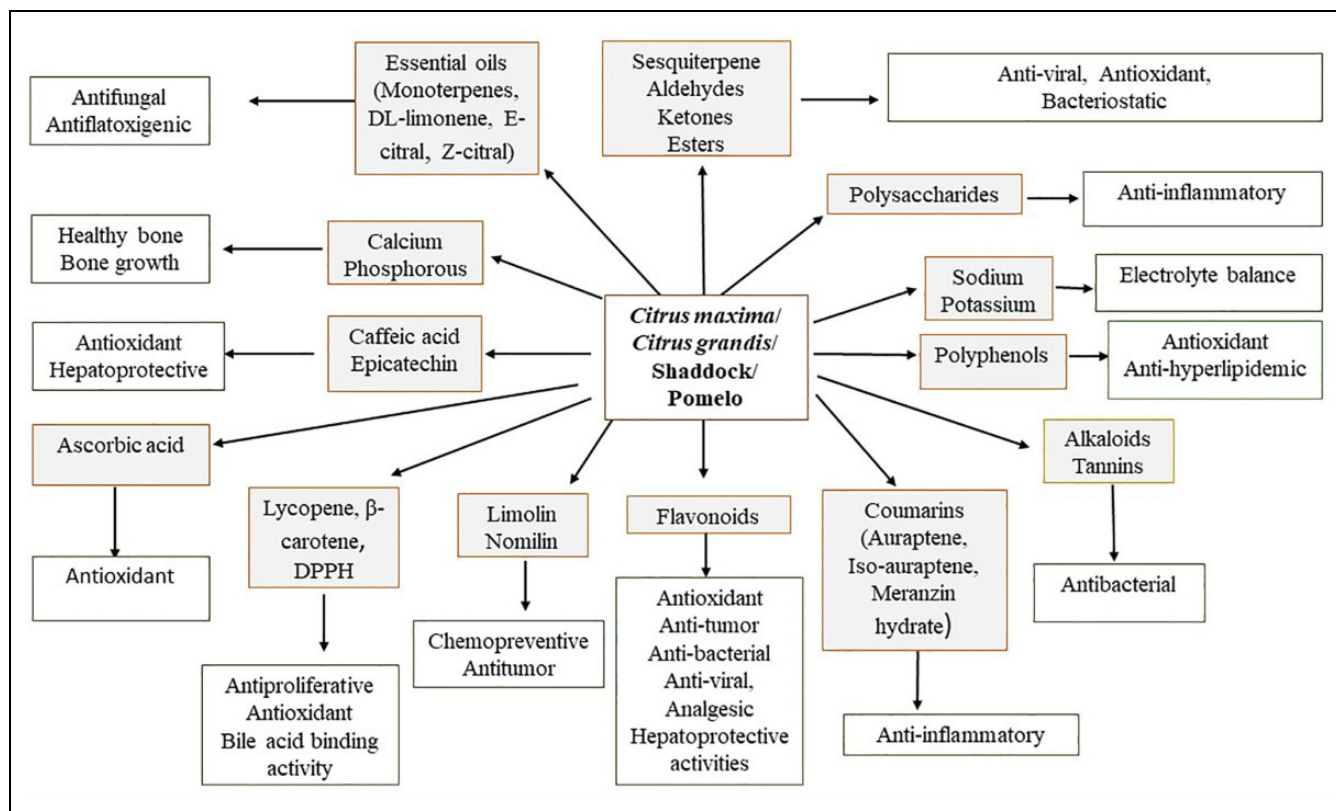 Essential oils
(Monoterpenes,
DL-limonene, E-
citral, Z-citral)
Sesquiterpene
Aldehydes
Ketones
Esters
Anti-viral, Antioxidant,
Bacteriostatic
Antifungal
Antiflatoxigenic
Polysaccharides
Anti-inflammatory
Healthy bone
Bone growth
Calcium
Phosphorous
Sodium
Potassium
Electrolyte balance
Citrus maxima/
Citrus grandis/
Shaddock/
Pomelo
Antioxidant
Hepatoprotective
Caffeic acid
Epicatechin
Polyphenols
Antioxidant
Anti-hyperlipidemic
Ascorbic acid
Alkaloids
Tannins
Lycopene, β-
carotene,
DPPH
Limolin
Nomilin
Flavonoids
Coumarins
(Auraptene,
Iso-auraptene,
Meranzin
hydrate)
Antioxidant
Antibacterial
Antiproliferative
Antioxidant
Bile acid binding
activity
Chemopreventive
Antitumor
Antioxidant
Anti-tumor
Anti-bacterial
Anti-viral,
Analgesic
Hepatoprotective
activities
Anti-inflammatory